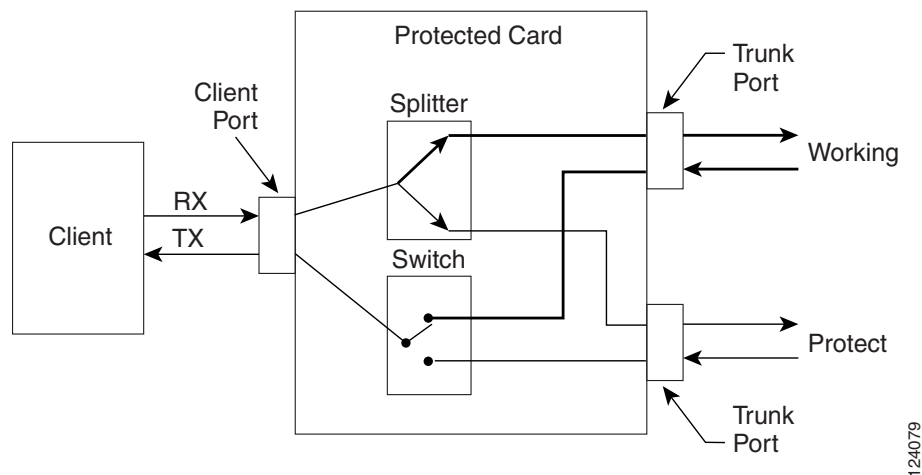 Protected Card
Trunk
Port
Client
Port
Splitter
Working
RX
Client
TX
Switch
Protect
Trunk
Port
124079